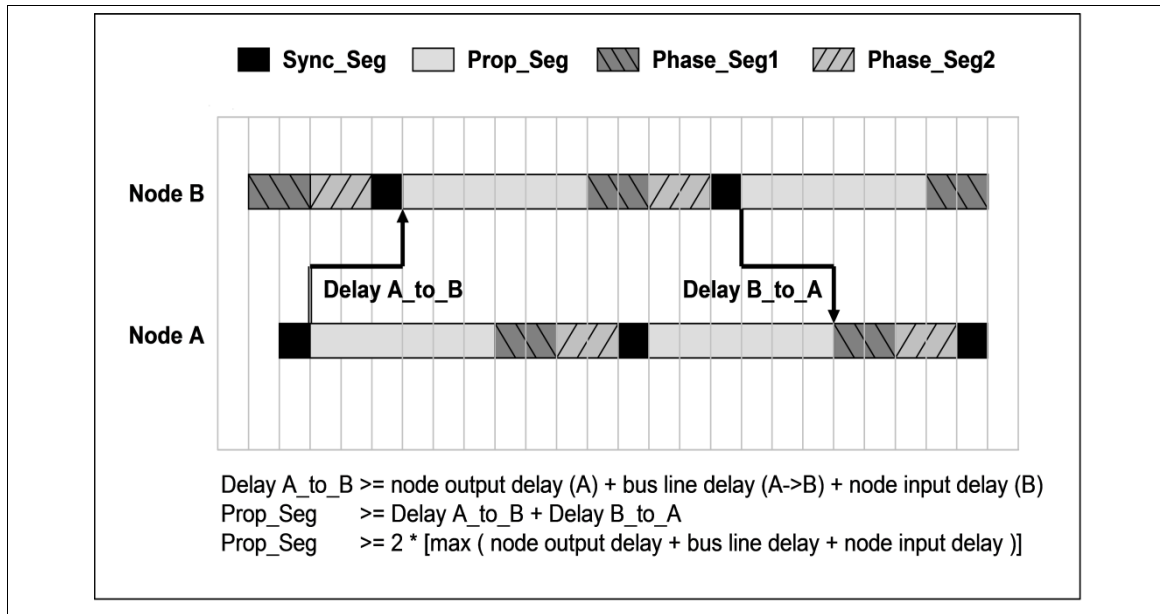 Sync_Seg Prop_Seg Phase_Seg1 Phase_Seg2
Node B
Delay A_to_B Delay B_to_A
Node A
Delay A_to_B >= node output delay (A) + bus line delay (A->B) + node input delay (B)
Prop_Seg >= Delay A_to_B + Delay B_to_A
Prop_Seg >= 2 * [max ( node output delay + bus line delay + node input delay )]